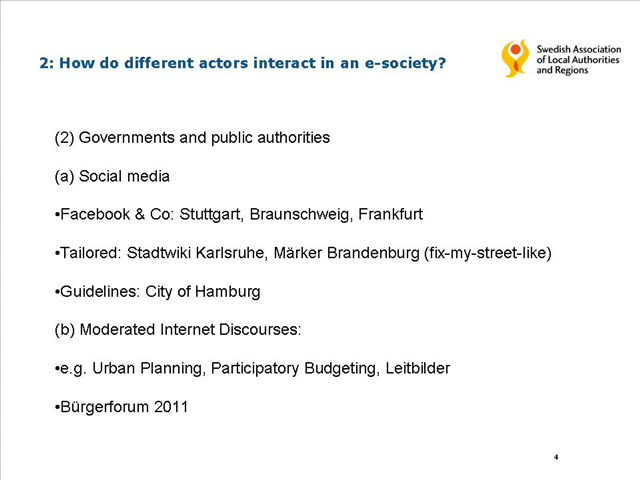 2: How do different actors interact in an e-society?
Swedish Association
of Local Authorities
and Regions
(2) Governments and public authorities
(a) Social media
•Facebook & Co: Stuttgart, Braunschweig, Frankfurt
•Tailored: Stadtwiki Karlsruhe, Märker Brandenburg (fix-my-street-like)
•Guidelines: City of Hamburg
(b) Moderated Internet Discourses:
•e.g. Urban Planning, Participatory Budgeting, Leitbilder
•Bürgerforum 2011
4